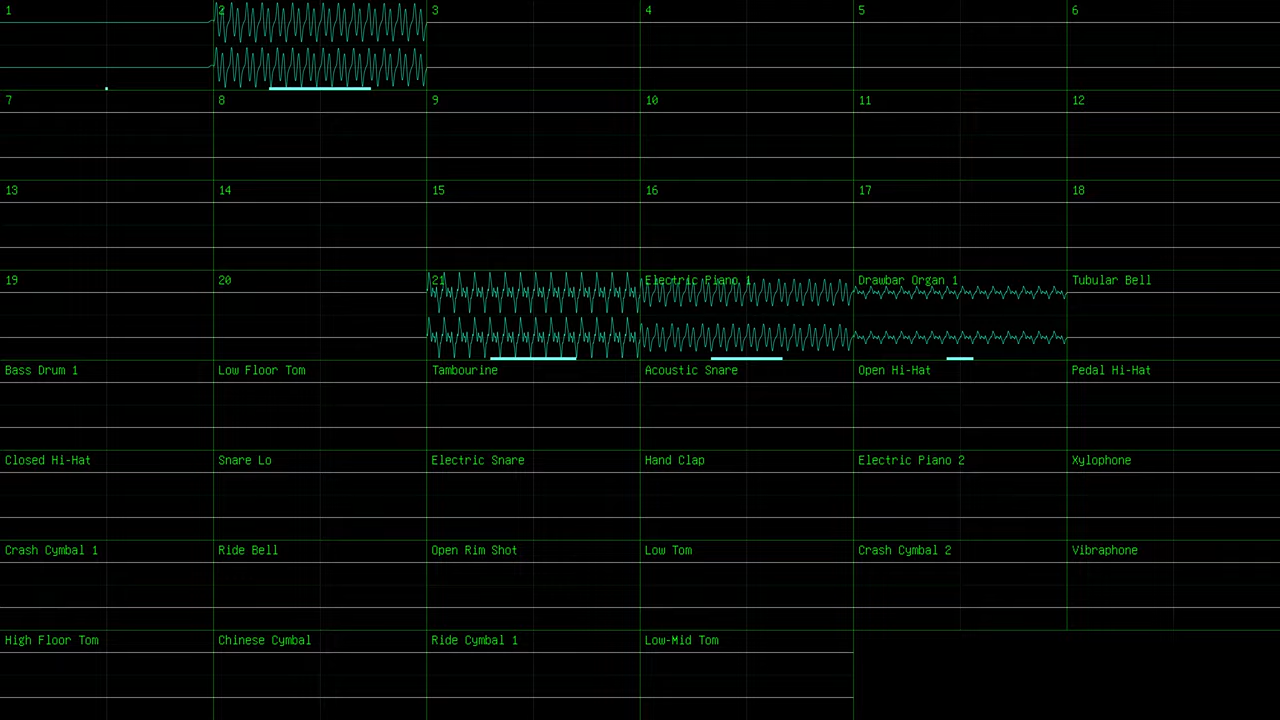 1 2 3 4 5 6
7 8 9 10 11 12
13 14 15 16 17 18
19 20 21 Electric Piano 1 Drawbar Organ 1 Tubular Bell
Bass Drum 1 Low Floor Tom Tambourine Acoustic Snare Open Hi-Hat Pedal Hi-Hat
Closed Hi-Hat Snare Lo Electric Snare Hand Clap Electric Piano 2 Xylophone
Crash Cymbal 1 Ride Bell Open Rim Shot Low Tom Crash Cymbal 2 Vibraphone
High Floor Tom Chinese Cymbal Ride Cymbal 1 Low-Mid Tom